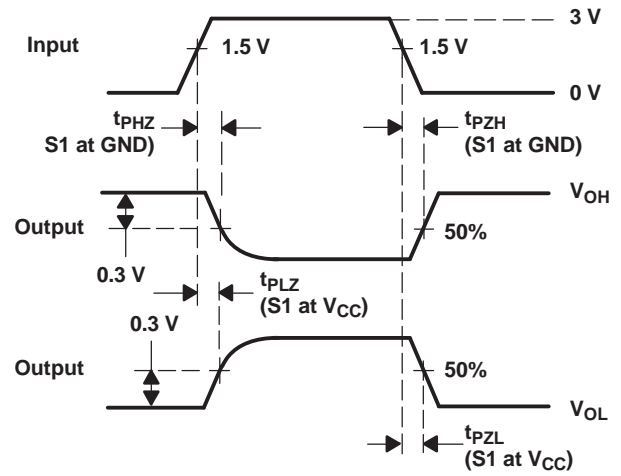 3 V
Input
1.5 V
1.5 V
0 V
tPHZ
S1 at GND)
tPZH
(S1 at GND)
VOH
Output
50%
0.3 V
tPLZ
(S1 at VCC)
0.3 V
Output
50%
VOL
tPZL
(S1 at VCC)